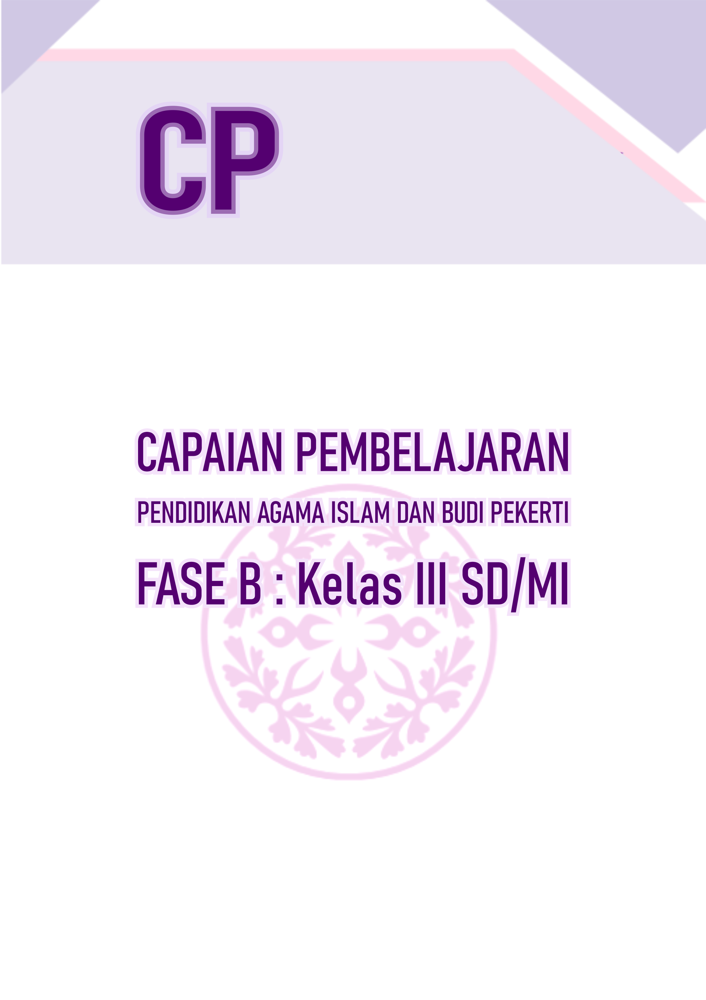 CP
CAPAIAN PEMBELAJARAN
PENDIDIKAN AGAMA ISLAM DAN BUDI PEKERTI
FASE B : Kelas III SD/MI